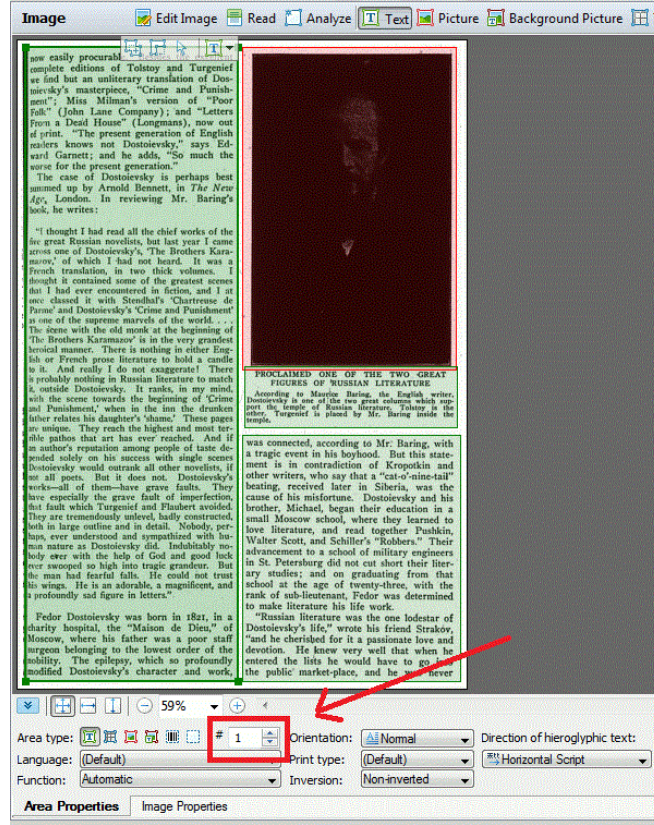 Image
Edit Image Read Analyze Text Picture Background Picture
now easily procurable
complete editions of Tolstoy and Turgenief
we find but an unliterary translation of Dos-
toievsky's masterpiece, "Crime and Punish-
ment"; Miss Milman's version of "Poor
Folk" (John Lane Company); and "Letters
From a Dead House" (Longmans), now out
of print. "The present generation of English
readers knows not Dostoievsky," says Ed-
ward Garnett; and he adds, "So much the
worse for the present generation."
The case of Dostoievsky is perhaps best
summed up by Arnold Bennett, in The New
Age, London. In reviewing Mr. Baring's
book, he writes:
"I thought I had read all the chief works of the
five great Russian novelists, but last year I came
across one of Dostoievsky's, 'The Brothers Kara-
mazov,' of which I had not heard. It was a
French translation, in two thick volumes. I
thought it contained some of the greatest scenes
that I had ever encountered in fiction, and I at
once classed it with Stendhal's 'Chartreuse de
Parme' and Dostoievsky's 'Crime and Punishment'
as one of the supreme marvels of the world. . . .
The scene with the old monk at the beginning of
'The Brothers Karamazov' is in the very grandest
heroical manner. There is nothing in either Eng-
lish or French prose literature to hold a candle
to it. And really I do not exaggerate! There
is probably nothing in Russian literature to match
it, outside Dostoievsky. It ranks, in my mind,
with the scene towards the beginning of 'Crime
and Punishment,' when in the inn the drunken
father relates his daughter's 'shame.' These pages
are unique. They reach the highest and most ter-
rible pathos that art has ever reached. And if
an author's reputation among people of taste de-
pended solely on his success with single scenes
Dostoievsky would outrank all other novelists, if
not all poets. But it does not. Dostoievsky's
works—all of them—have grave faults. They
have especially the grave fault of imperfection,
that fault which Turgenief and Flaubert avoided.
They are tremendously unlevel, badly constructed,
both in large outline and in detail. Nobody, per-
haps, ever understood and sympathized with hu-
man nature as Dostoievsky did. Indubitably no-
body ever with the help of God and good luck
ever swooped so high into tragic grandeur. But
the man had fearful falls. He could not trust
his wings. He is an adorable, a magnificent, and
a profoundly sad figure in letters."
Fedor Dostoievsky was born in 1821, in a
charity hospital, the "Maison de Dieu," of
Moscow, where his father was a poor staff
surgeon belonging to the lowest order of the
nobility. The epilepsy, which so profoundly
modified Dostoievsky's character and work,
PROCLAIMED ONE OF THE TWO GREAT
FIGURES OF RUSSIAN LITERATURE
According to Maurice Baring, the English writer,
Dostoievsky is one of the two great columns which sup-
port the temple of Russian literature. Tolstoy is the
other. Turgenief is placed by Mr. Baring inside the
temple.
was connected, according to Mr. Baring, with
a tragic event in his boyhood. But this state-
ment is in contradiction of Kropotkin and
other writers, who say that a "cat-o'-nine-tail"
beating, received later in Siberia, was the
cause of his misfortune. Dostoievsky and his
brother, Michael, began their education in a
small Moscow school, where they learned to
love literature, and read together Pushkin,
Walter Scott, and Schiller's "Robbers." Their
advancement to a school of military engineers
in St. Petersburg did not cut short their liter-
ary studies; and on graduating from that
school at the age of twenty-three, with the
rank of sub-lieutenant, Fedor was determined
to make literature his life work.
"Russian literature was the one lodestar of
Dostoievsky's life," wrote his friend Strakov,
"and he cherished for it a passionate love and
devotion. He knew very well that when he
entered the lists he would have to go
the public market-place, and he was never
59%
Area type: # 1 Orientation: Normal Direction of hieroglyphic text:
Language: (Default) Print type: (Default) Horizontal Script
Function: Automatic Inversion: Non-inverted
Area Properties Image Properties